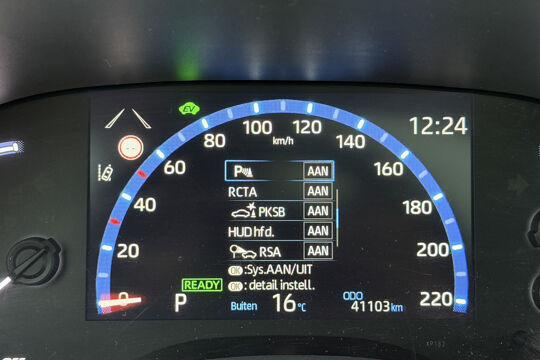 EV
12:24
0
20
40
60
80
100
120
140
160
180
200
220
km/h
P AAN
RCTA AAN
PKSB AAN
HUD hfd. AAN
RSA AAN
OK :Sys.AAN/UIT
OK : detail instell.
READY
P
Buiten 16 °C
ODO
41103 km